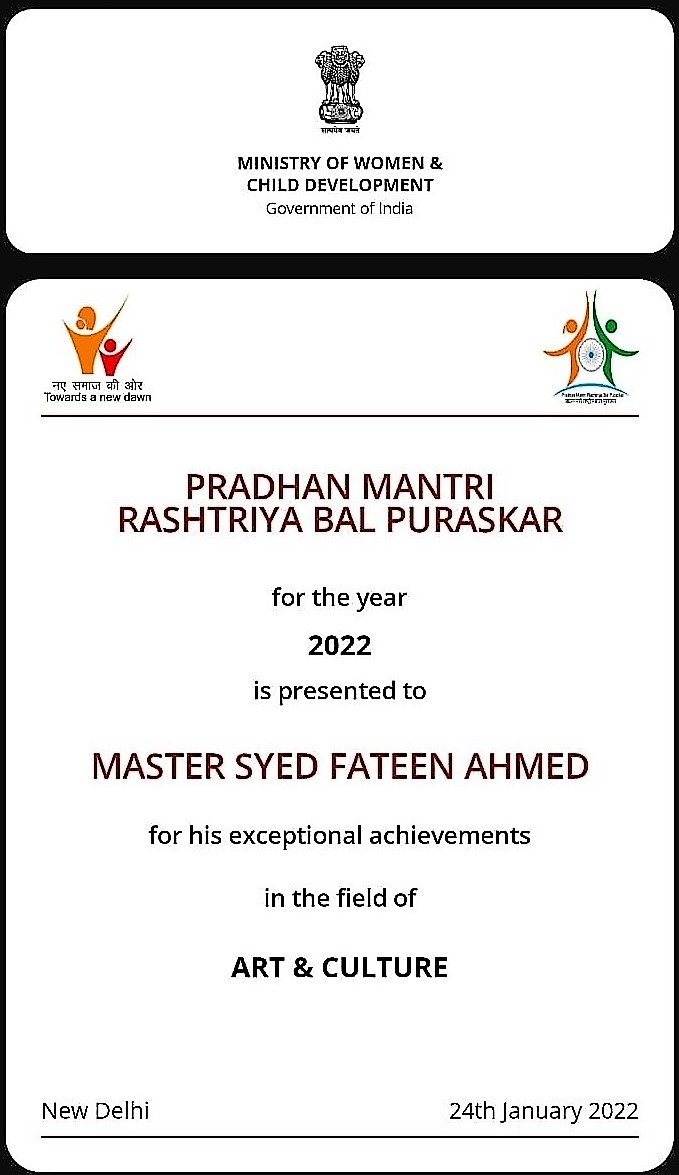 सत्यमेव जयते
MINISTRY OF WOMEN &
CHILD DEVELOPMENT
Government of India
नए समाज की ओर
Towards a new dawn
PRADHAN MANTRI
RASHTRIYA BAL PURASKAR
for the year
2022
is presented to
MASTER SYED FATEEN AHMED
for his exceptional achievements
in the field of
ART & CULTURE
New Delhi 24th January 2022